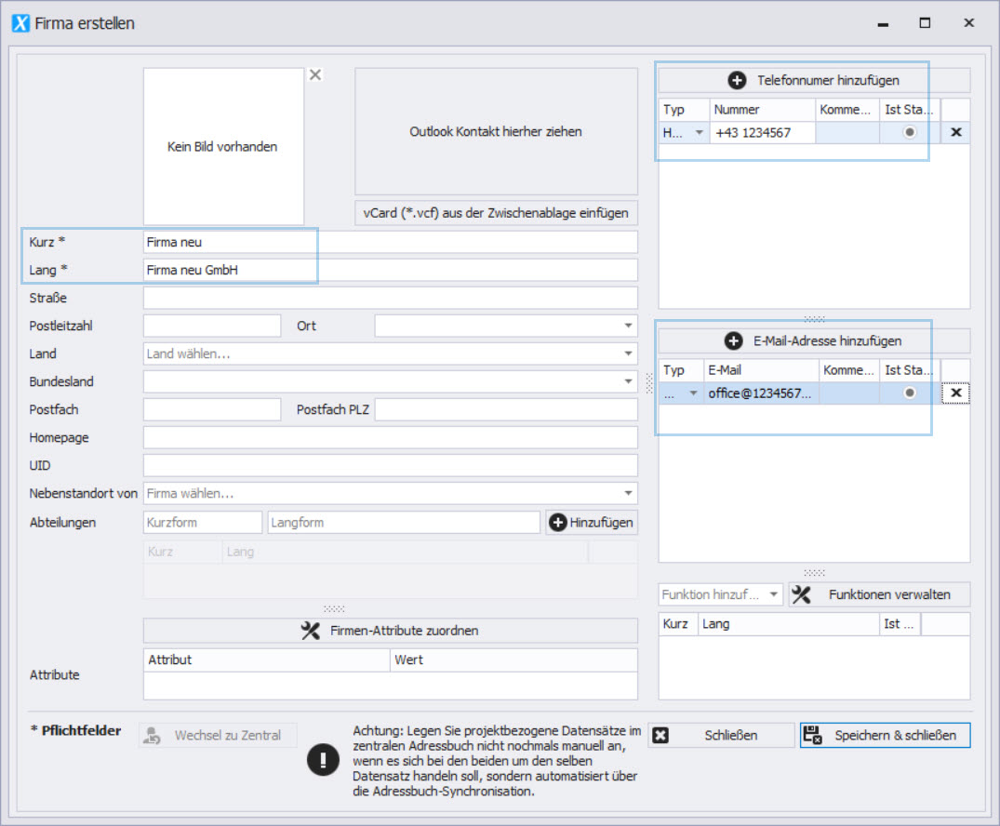 Firma erstellen
Kein Bild vorhanden
Outlook Kontakt hierher ziehen
vCard (*.vcf) aus der Zwischenablage einfügen
Kurz * Firma neu
Lang * Firma neu GmbH
Straße
Postleitzahl Ort
Land Land wählen...
Bundesland
Postfach Postfach PLZ
Homepage
UID
Nebenstandort von Firma wählen...
Abteilungen Kurzform Langform Hinzufügen
Kurz Lang
Firmen-Attribute zuordnen
Attribut Wert
Attribute
Telefonnumer hinzufügen
Typ Nummer Komme... Ist Sta...
H... +43 1234567
E-Mail-Adresse hinzufügen
Typ E-Mail Komme... Ist Sta...
... office@1234567...
Funktion hinzuf... Funktionen verwalten
Kurz Lang Ist ...
* Pflichtfelder
Wechsel zu Zentral
Achtung: Legen Sie projektbezogene Datensätze im
zentralen Adressbuch nicht nochmals manuell an,
wenn es sich bei den beiden um den selben
Datensatz handeln soll, sondern automatisiert über
die Adressbuch-Synchronisation.
Schließen
Speichern & schließen